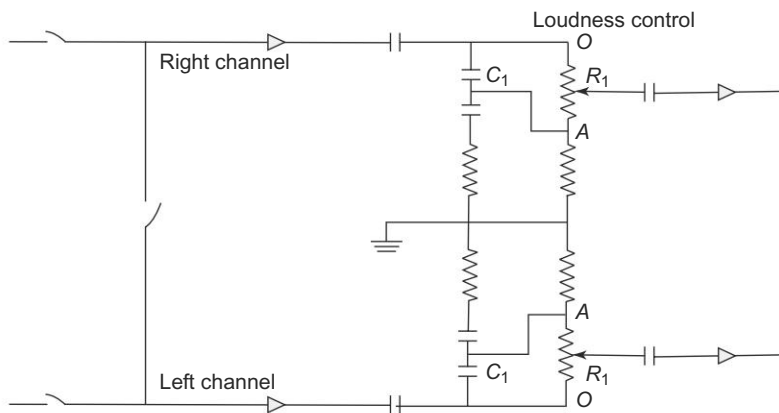 Loudness control
O
Right channel
C1
R1
A
A
Left channel
C1
R1
O